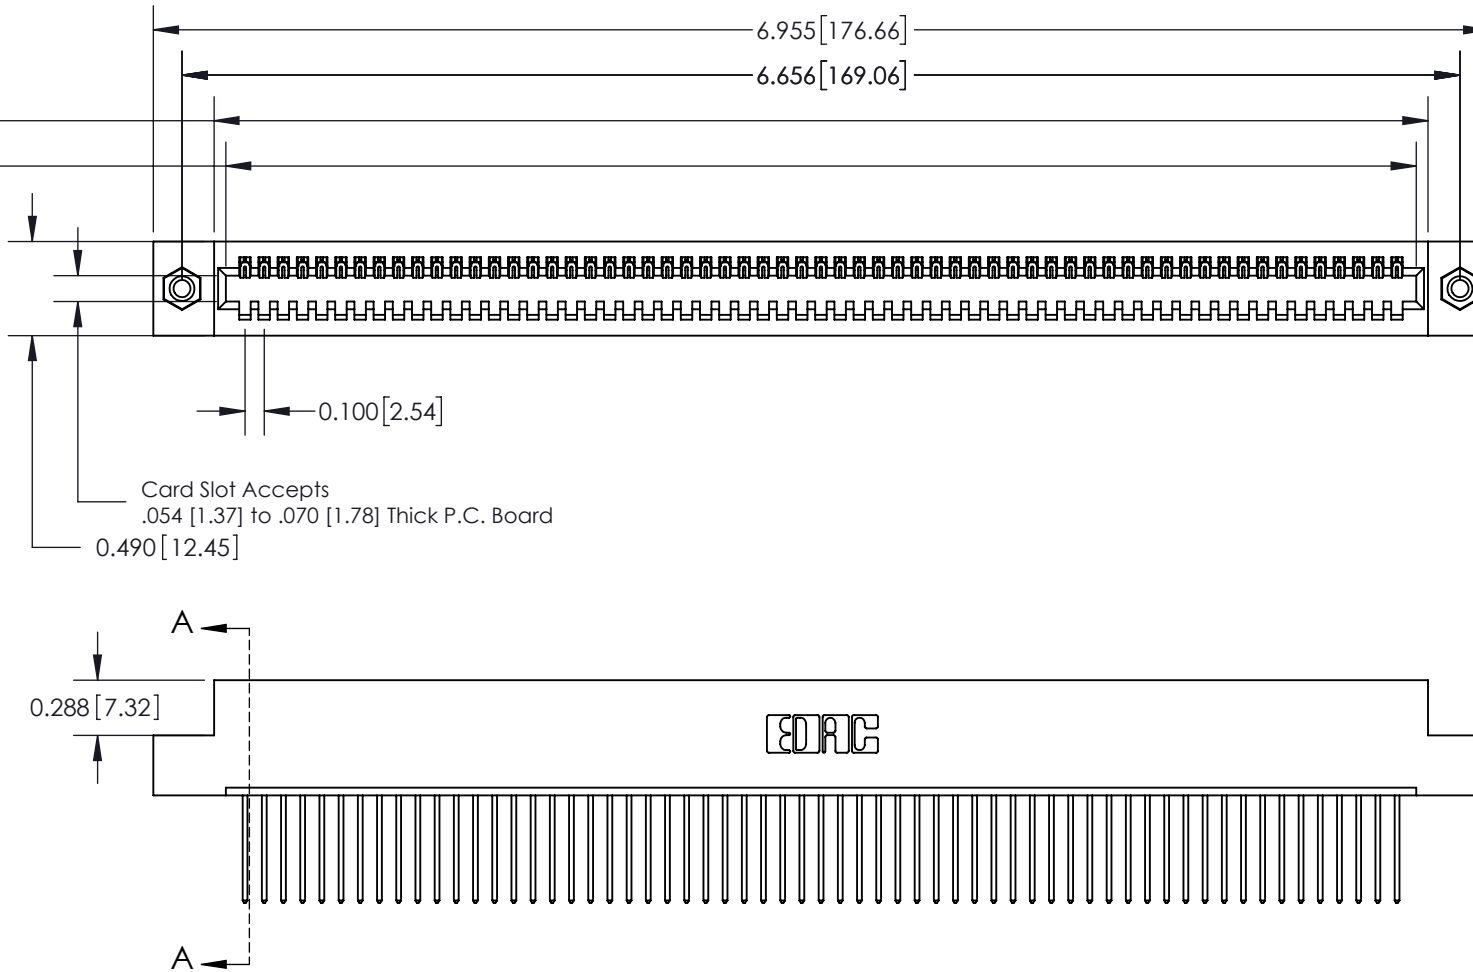 6.955[176.66]
6.656[169.06]
0.100[2.54]
Card Slot Accepts
.054 [1.37] to .070 [1.78] Thick P.C. Board
0.490[12.45]
A
0.288[7.32]
EDAC
A